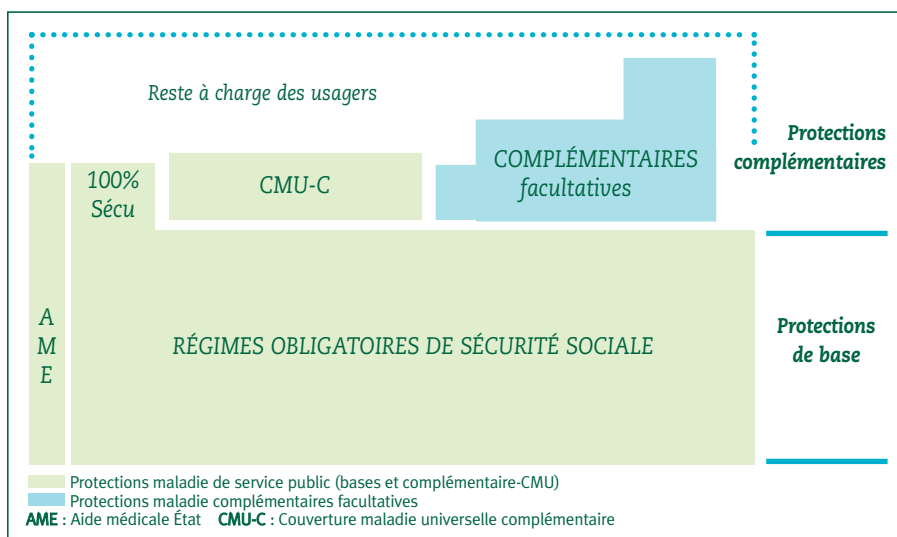 Reste à charge des usagers
Protections
complémentaires
100%
Sécu
CMU-C
COMPLÉMENTAIRES
facultatives
A
M
E
RÉGIMES OBLIGATOIRES DE SÉCURITÉ SOCIALE
Protections
de base
Protections maladie de service public (bases et complémentaire-CMU)
Protections maladie complémentaires facultatives
AME : Aide médicale État CMU-C : Couverture maladie universelle complémentaire